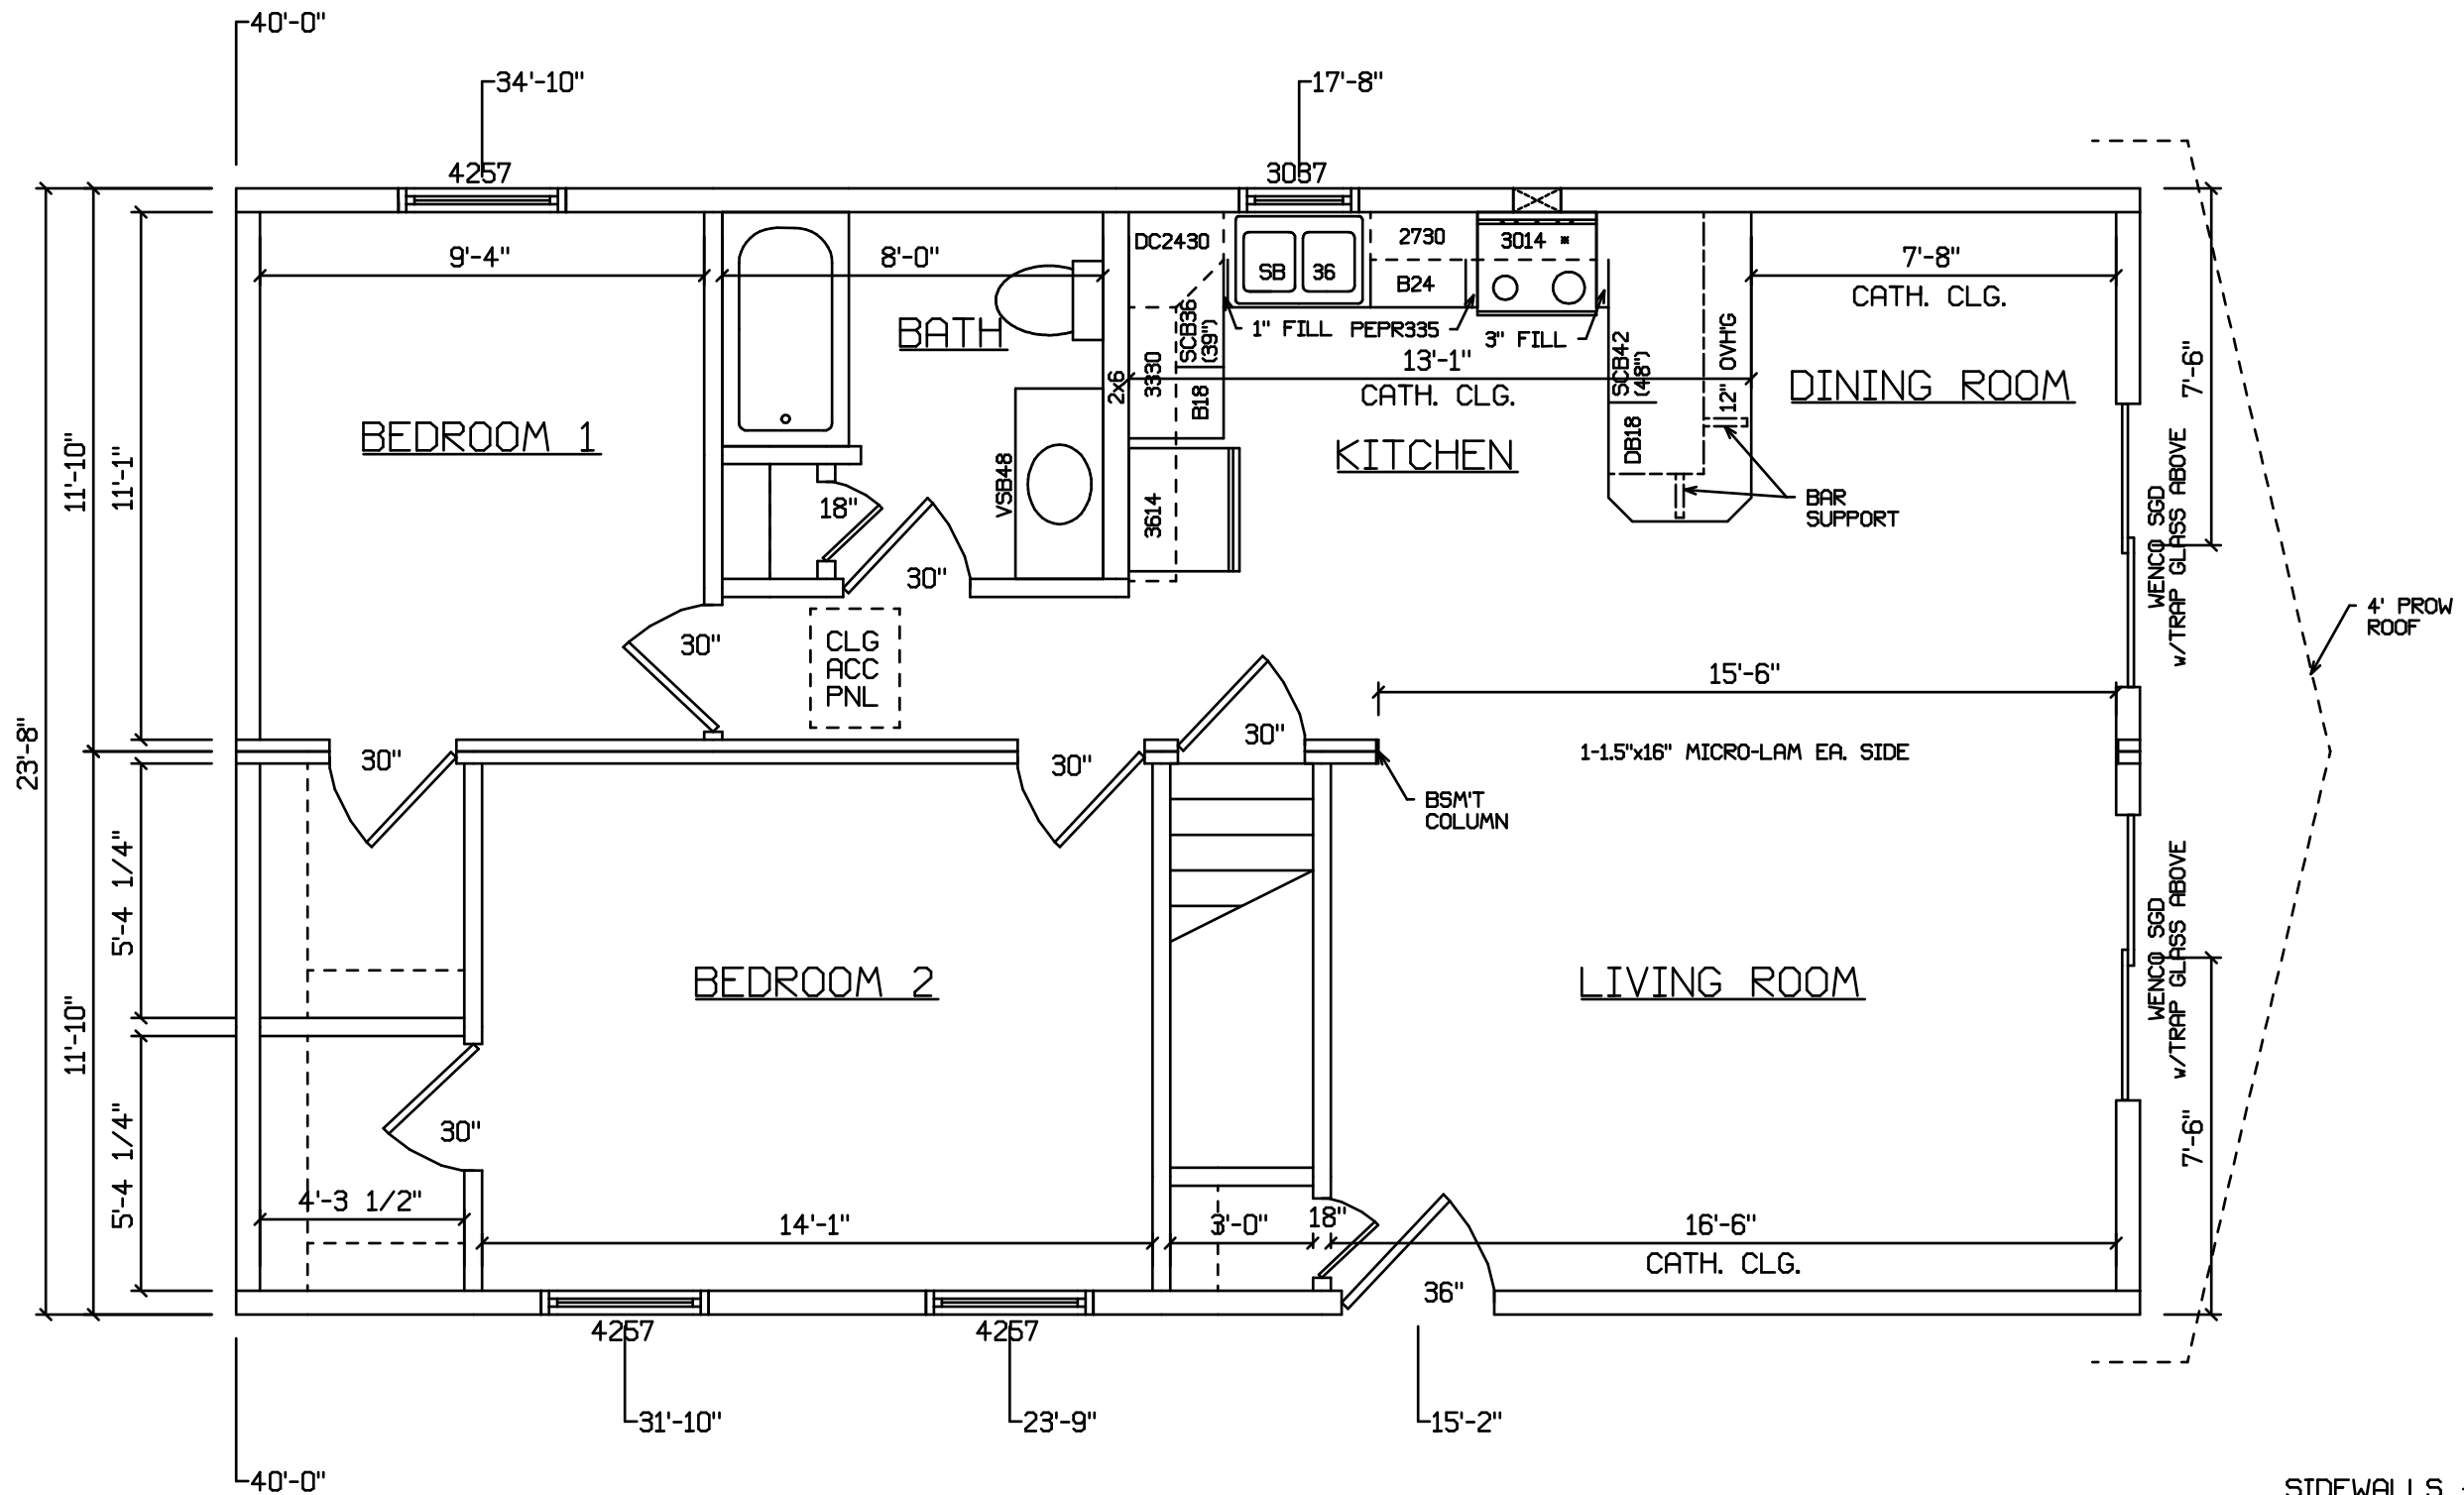 40'-0"
34'-10"
17'-8"
4257
3037
9'-4"
8'-0"
DC2430
SB 36
2730
B24
3014 *
7'-8"
CATH. CLG.
BATH
1" FILL
PEPR335
3" FILL
SCB36
(39")
3330
B18
2x6
13'-1"
CATH. CLG.
SCB42
(48")
12" OVH'G
DB18
DINING ROOM
7'-6"
BEDROOM 1
KITCHEN
11'-10"
11'-1"
VSB48
3614
18"
30"
BAR
SUPPORT
WENCO SGD
w/TRAP GLASS ABOVE
4' PROW
ROOF
30"
CLG
ACC
PNL
15'-6"
23'-8"
30"
30"
30"
1-1.5"x16" MICRO-LAM EA. SIDE
BSM'T
COLUMN
5'-4 1/4"
BEDROOM 2
LIVING ROOM
WENCO SGD
w/TRAP GLASS ABOVE
11'-10"
5'-4 1/4"
30"
7'-6"
4'-3 1/2"
14'-1"
3'-0"
18"
16'-6"
CATH. CLG.
36"
4257
4257
31'-10"
23'-9"
15'-2"
40'-0"
SIDEWALLS